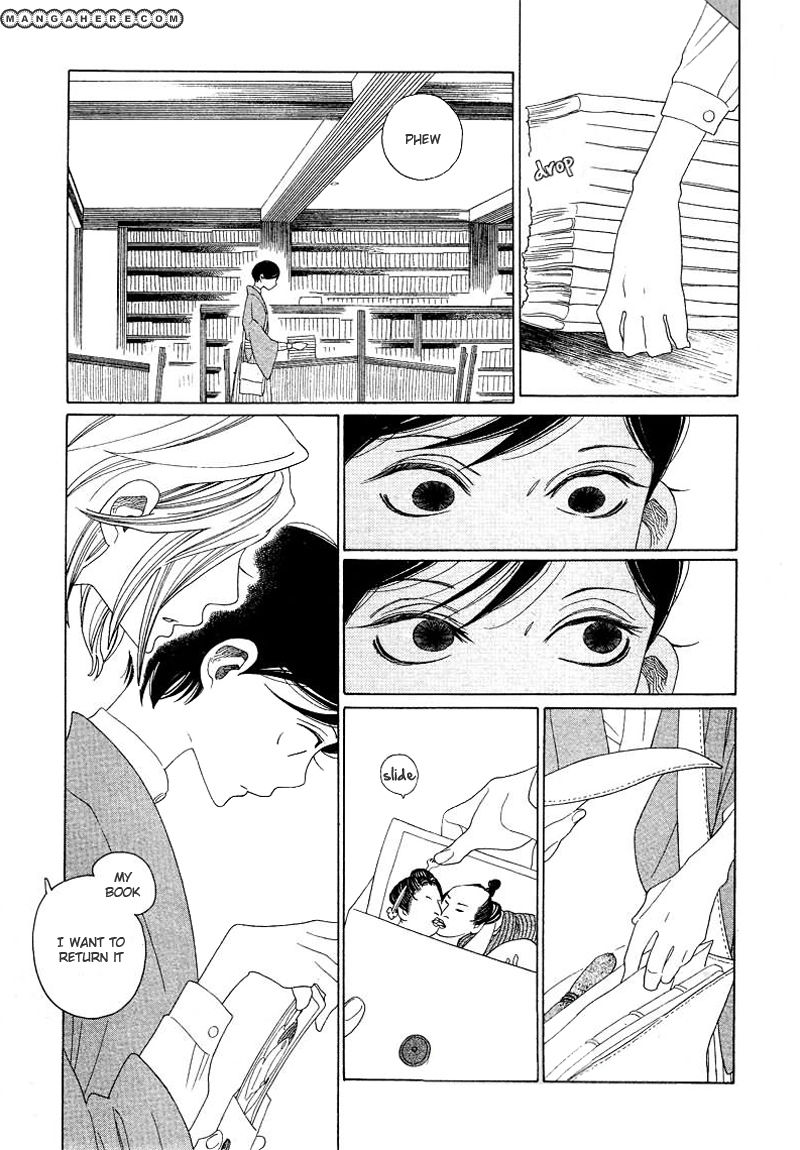 MANGAHERE.COM
drop
PHEW
slide
MY
BOOK
I WANT TO
RETURN IT